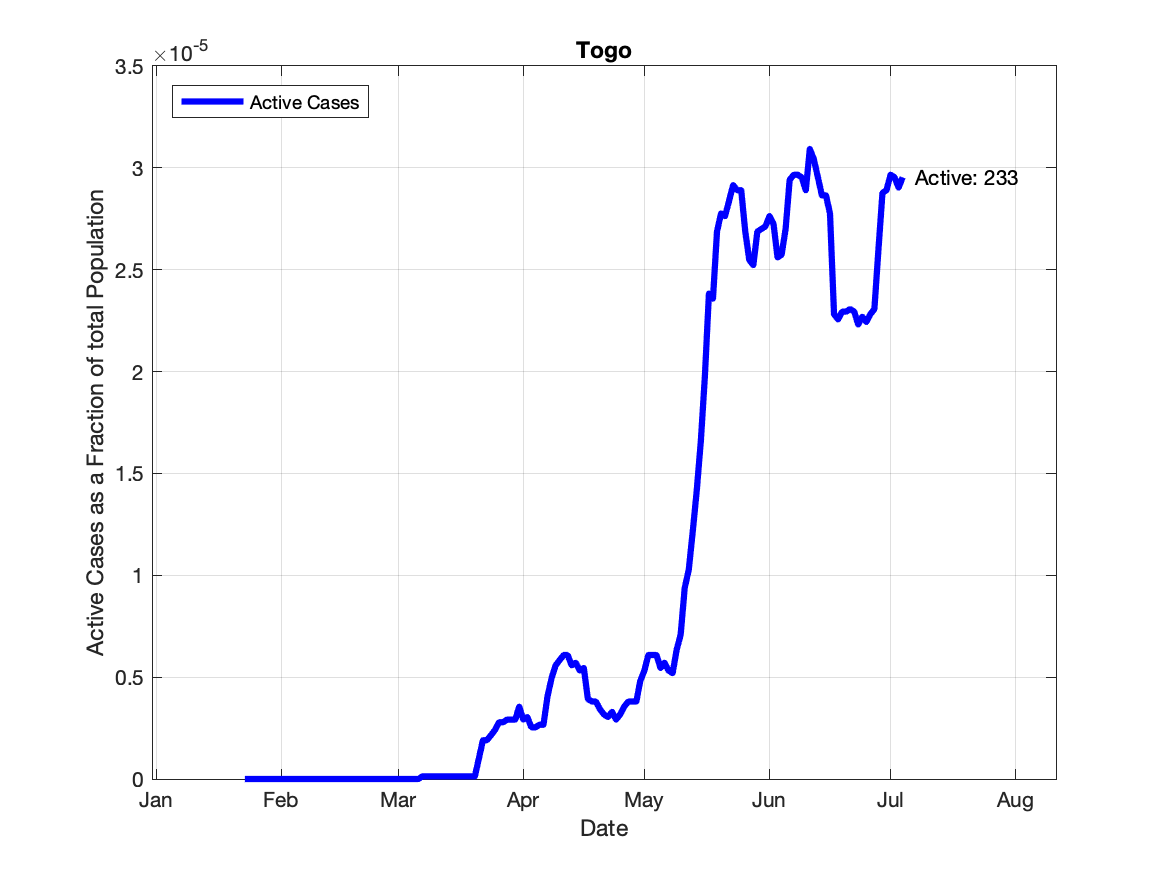 Togo
×10-5
3.5
3
2.5
2
1.5
1
0.5
0
Active Cases
Active: 233
Active Cases as a Fraction of total Population
Jan Feb Mar Apr May Jun Jul Aug
Date